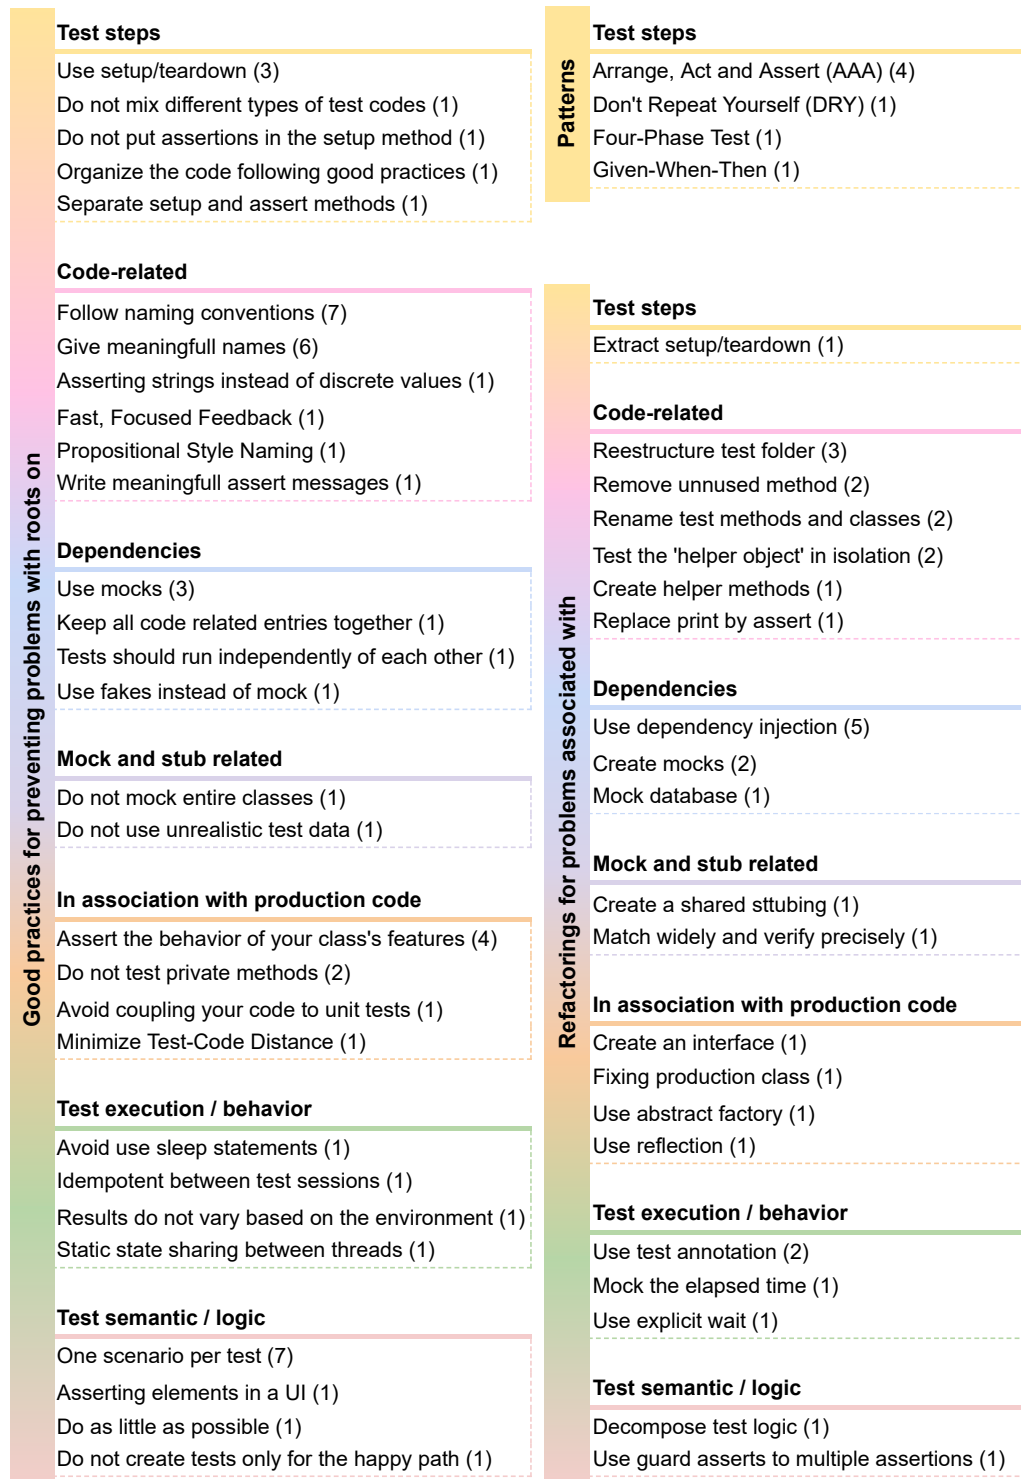 Good practices for preventing problems with roots on
Test steps
Use setup/teardown (3)
Do not mix different types of test codes (1)
Do not put assertions in the setup method (1)
Organize the code following good practices (1)
Separate setup and assert methods (1)
Code-related
Follow naming conventions (7)
Give meaningfull names (6)
Asserting strings instead of discrete values (1)
Fast, Focused Feedback (1)
Propositional Style Naming (1)
Write meaningfull assert messages (1)
Dependencies
Use mocks (3)
Keep all code related entries together (1)
Tests should run independently of each other (1)
Use fakes instead of mock (1)
Mock and stub related
Do not mock entire classes (1)
Do not use unrealistic test data (1)
In association with production code
Assert the behavior of your class's features (4)
Do not test private methods (2)
Avoid coupling your code to unit tests (1)
Minimize Test-Code Distance (1)
Test execution / behavior
Avoid use sleep statements (1)
Idempotent between test sessions (1)
Results do not vary based on the environment (1)
Static state sharing between threads (1)
Test semantic / logic
One scenario per test (7)
Asserting elements in a UI (1)
Do as little as possible (1)
Do not create tests only for the happy path (1)
Patterns
Test steps
Arrange, Act and Assert (AAA) (4)
Don't Repeat Yourself (DRY) (1)
Four-Phase Test (1)
Given-When-Then (1)
Refactorings for problems associated with
Test steps
Extract setup/teardown (1)
Code-related
Reestructure test folder (3)
Remove unnused method (2)
Rename test methods and classes (2)
Test the 'helper object' in isolation (2)
Create helper methods (1)
Replace print by assert (1)
Dependencies
Use dependency injection (5)
Create mocks (2)
Mock database (1)
Mock and stub related
Create a shared sttubing (1)
Match widely and verify precisely (1)
In association with production code
Create an interface (1)
Fixing production class (1)
Use abstract factory (1)
Use reflection (1)
Test execution / behavior
Use test annotation (2)
Mock the elapsed time (1)
Use explicit wait (1)
Test semantic / logic
Decompose test logic (1)
Use guard asserts to multiple assertions (1)